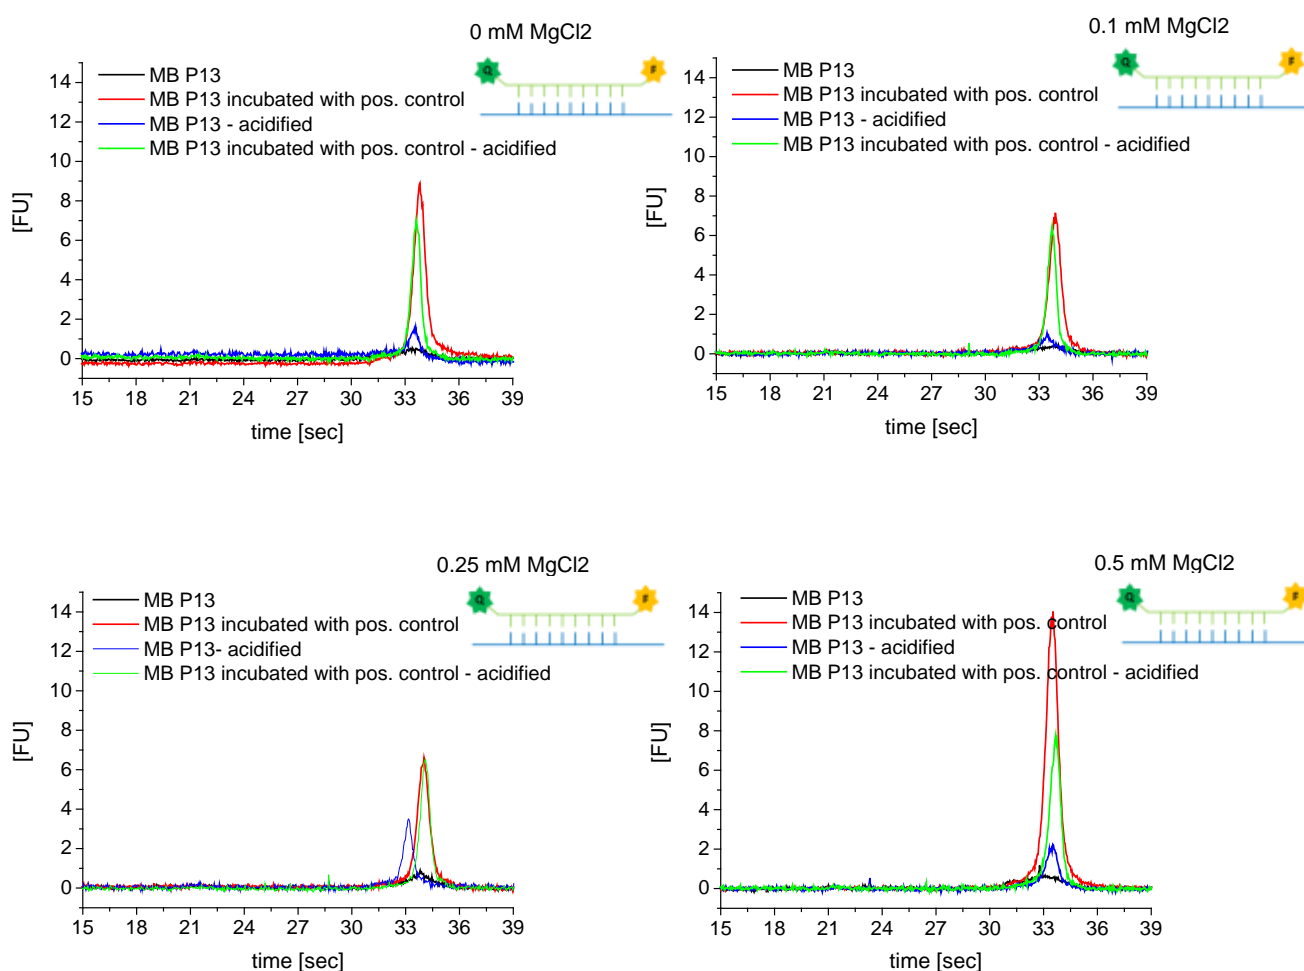 0 mM MgCl2
Q
F
MB P13
MB P13 incubated with pos. control
MB P13 - acidified
MB P13 incubated with pos. control - acidified
14
12
10
8
6
4
2
0
[FU]
15 18 21 24 27 30 33 36 39
time [sec]
0.1 mM MgCl2
Q
F
MB P13
MB P13 incubated with pos. control
MB P13 - acidified
MB P13 incubated with pos. control - acidified
14
12
10
8
6
4
2
0
[FU]
15 18 21 24 27 30 33 36 39
time [sec]
0.25 mM MgCl2
Q
F
MB P13
MB P13 incubated with pos. control
MB P13- acidified
MB P13 incubated with pos. control - acidified
14
12
10
8
6
4
2
0
[FU]
15 18 21 24 27 30 33 36 39
time [sec]
0.5 mM MgCl2
Q
F
MB P13
MB P13 incubated with pos. control
MB P13 - acidified
MB P13 incubated with pos. control - acidified
14
12
10
8
6
4
2
0
[FU]
15 18 21 24 27 30 33 36 39
time [sec]